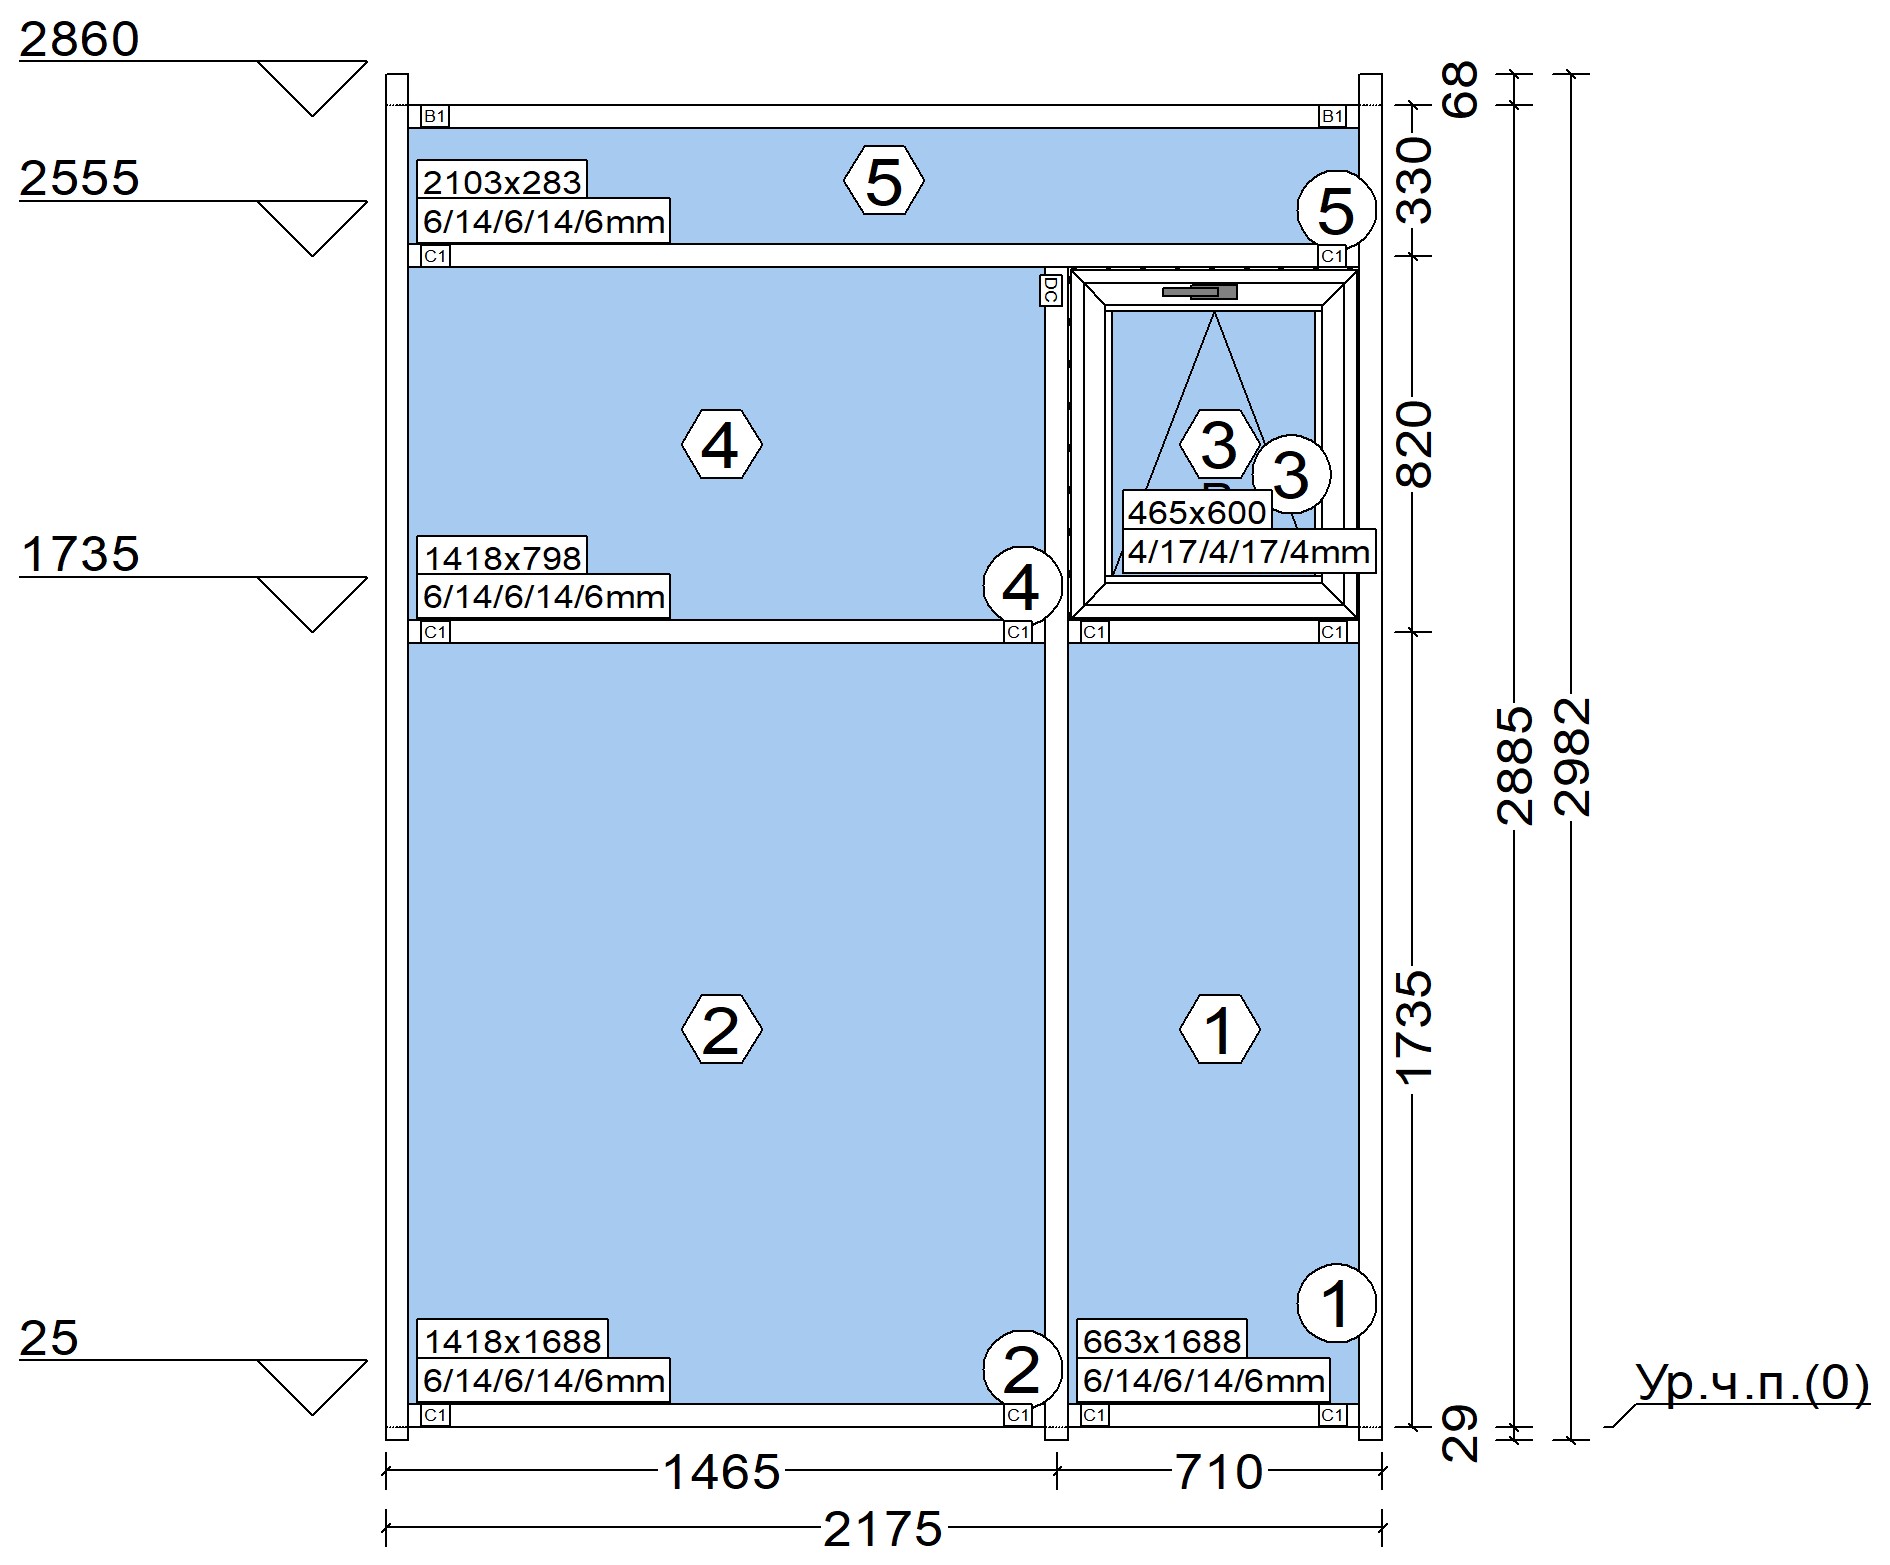 2860
68
B1
B1
5
330
2555
2103x283
6/14/6/14/6mm
5
C1
C1
DC
4
3
3
820
465x600
4/17/4/17/4mm
1735
1418x798
6/14/6/14/6mm
4
C1
C1
C1
C1
2885
2982
2
1
1735
1
25
1418x1688
6/14/6/14/6mm
2
663x1688
6/14/6/14/6mm
C1
C1
C1
C1
29
Ур.ч.п.(0)
1465
710
2175